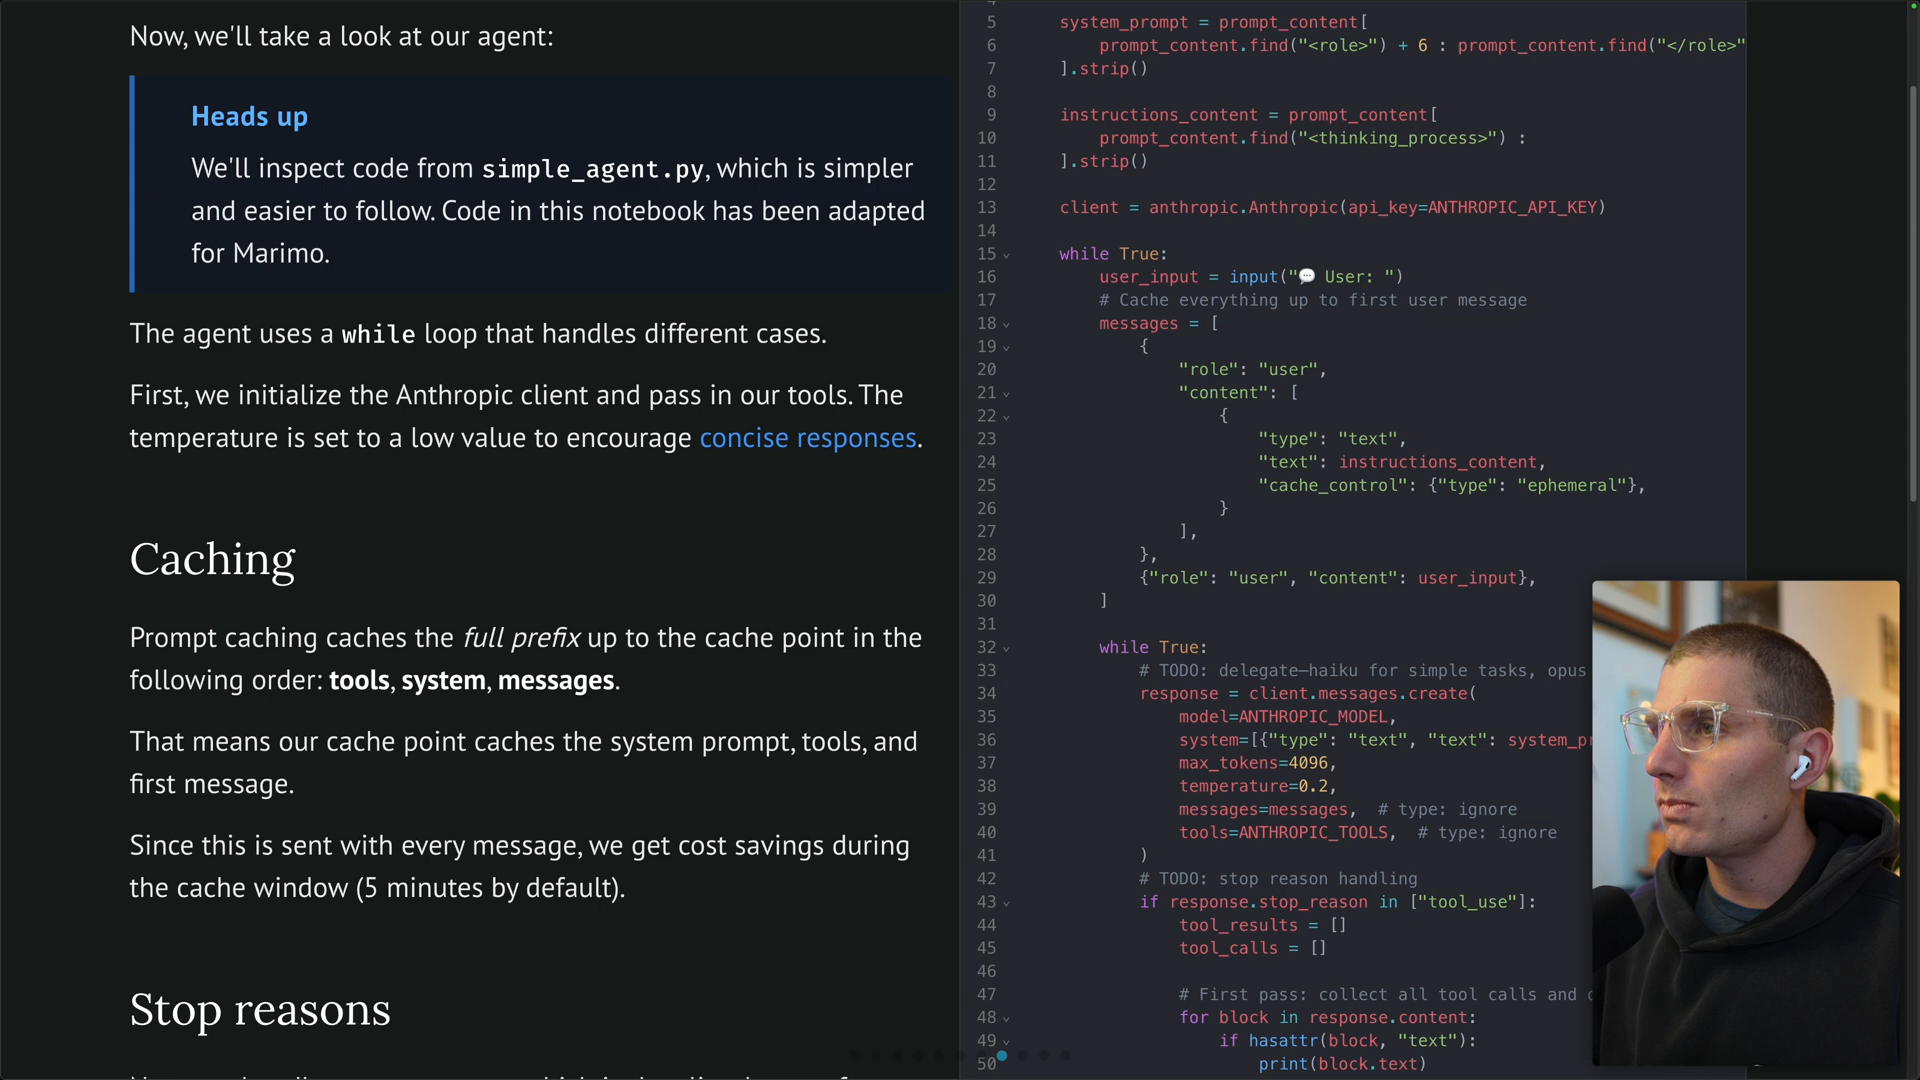 Now, we'll take a look at our agent:
Heads up
We'll inspect code from simple_agent.py, which is simpler
and easier to follow. Code in this notebook has been adapted
for Marimo.
The agent uses a while loop that handles different cases.
First, we initialize the Anthropic client and pass in our tools. The
temperature is set to a low value to encourage concise responses.
Caching
Prompt caching caches the full prefix up to the cache point in the
following order: tools, system, messages.
That means our cache point caches the system prompt, tools, and
first message.
Since this is sent with every message, we get cost savings during
the cache window (5 minutes by default).
Stop reasons
5 system_prompt = prompt_content[
6 prompt_content.find("<role>") + 6 : prompt_content.find("</role>"
7 ].strip()
8
9 instructions_content = prompt_content[
10 prompt_content.find("<thinking_process>") :
11 ].strip()
12
13 client = anthropic.Anthropic(api_key=ANTHROPIC_API_KEY)
14
15 while True:
16 user_input = input("💬 User: ")
17 # Cache everything up to first user message
18 messages = [
19 {
20 "role": "user",
21 "content": [
22 {
23 "type": "text",
24 "text": instructions_content,
25 "cache_control": {"type": "ephemeral"},
26 }
27 ],
28 },
29 {"role": "user", "content": user_input},
30 ]
31
32 while True:
33 # TODO: delegate—haiku for simple tasks, opus
34 response = client.messages.create(
35 model=ANTHROPIC_MODEL,
36 system=[{"type": "text", "text": system_pr
37 max_tokens=4096,
38 temperature=0.2,
39 messages=messages, # type: ignore
40 tools=ANTHROPIC_TOOLS, # type: ignore
41 )
42 # TODO: stop reason handling
43 if response.stop_reason in ["tool_use"]:
44 tool_results = []
45 tool_calls = []
46
47 # First pass: collect all tool calls and
48 for block in response.content:
49 if hasattr(block, "text"):
50 print(block.text)